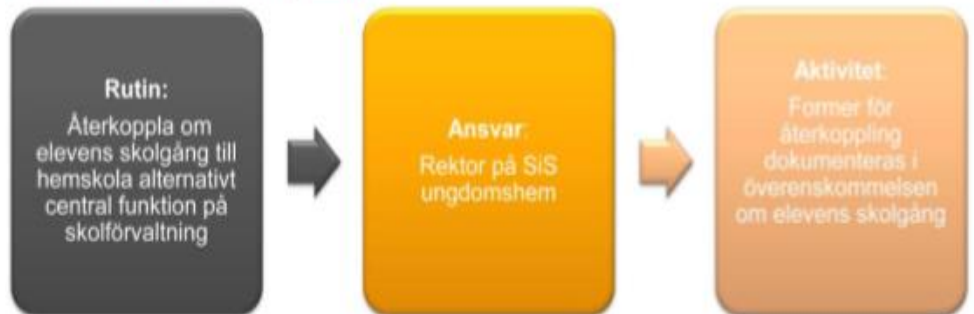 Rutin:
Återkoppla om
elevens skolgång till
hemskola alternativt
central funktion på
skolförvaltning
Ansvar:
Rektor på SiS
ungdomshem
Aktivitet:
Former för
återkoppling
dokumenteras i
överenskommelsen
om elevens skolgång